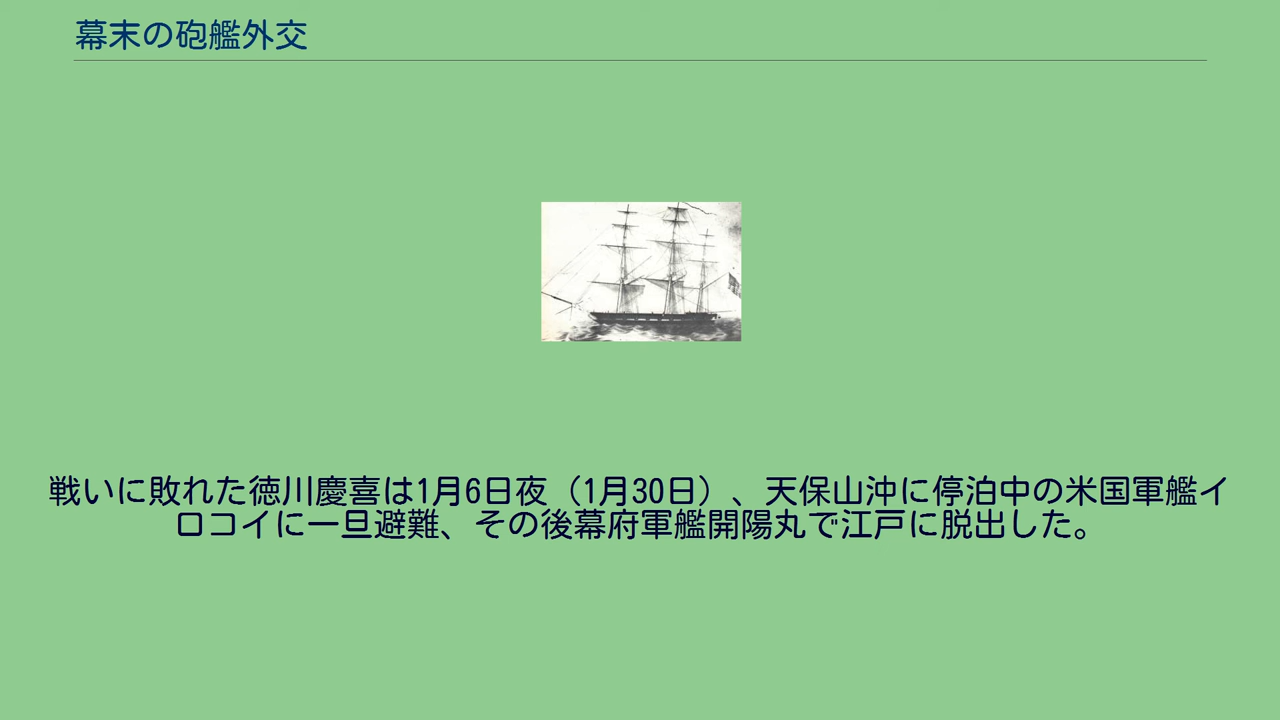 幕末の砲艦外交
戦いに敗れた徳川慶喜は1月6日夜（1月30日）、天保山沖に停泊中の米国軍艦イ
ロコイに一旦避難、その後幕府軍艦開陽丸で江戸に脱出した。